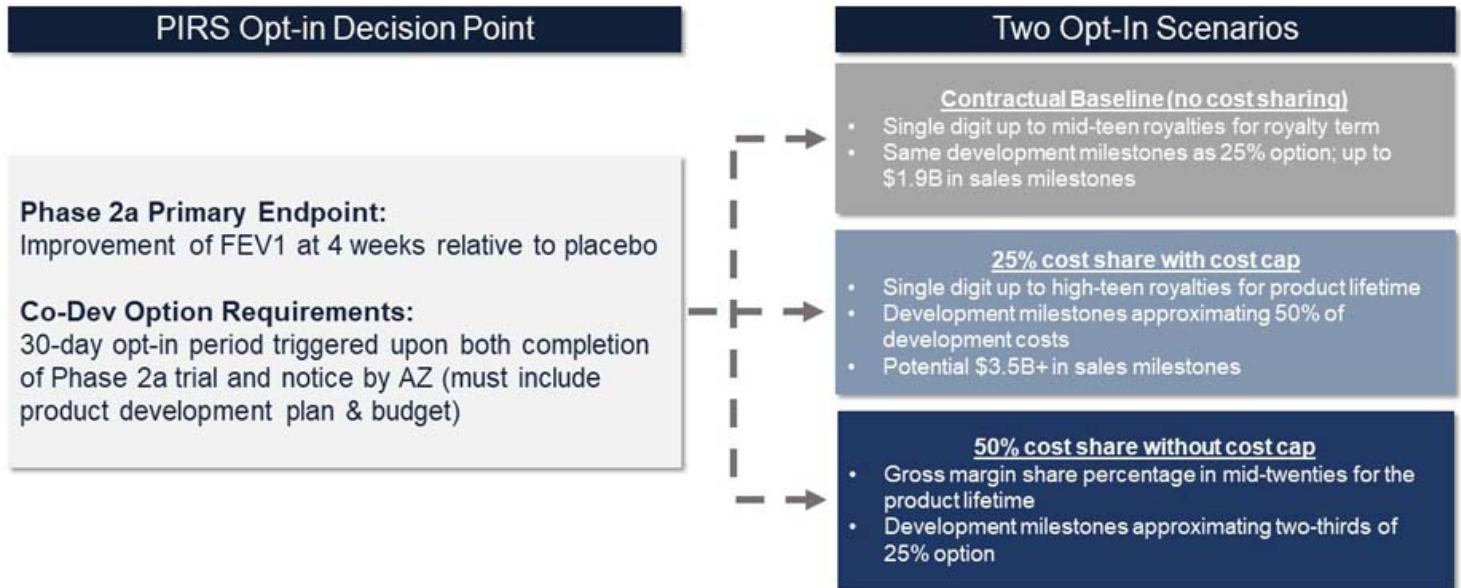 PIRS Opt-in Decision Point
Phase 2a Primary Endpoint:
Improvement of FEV1 at 4 weeks relative to placebo
Co-Dev Option Requirements:
30-day opt-in period triggered upon both completion
of Phase 2a trial and notice by AZ (must include
product development plan & budget)
Two Opt-In Scenarios
Contractual Baseline (no cost sharing)
• Single digit up to mid-teen royalties for royalty term
• Same development milestones as 25% option; up to
$1.9B in sales milestones
25% cost share with cost cap
• Single digit up to high-teen royalties for product lifetime
• Development milestones approximating 50% of
development costs
• Potential $3.5B+ in sales milestones
50% cost share without cost cap
• Gross margin share percentage in mid-twenties for the
product lifetime
• Development milestones approximating two-thirds of
25% option